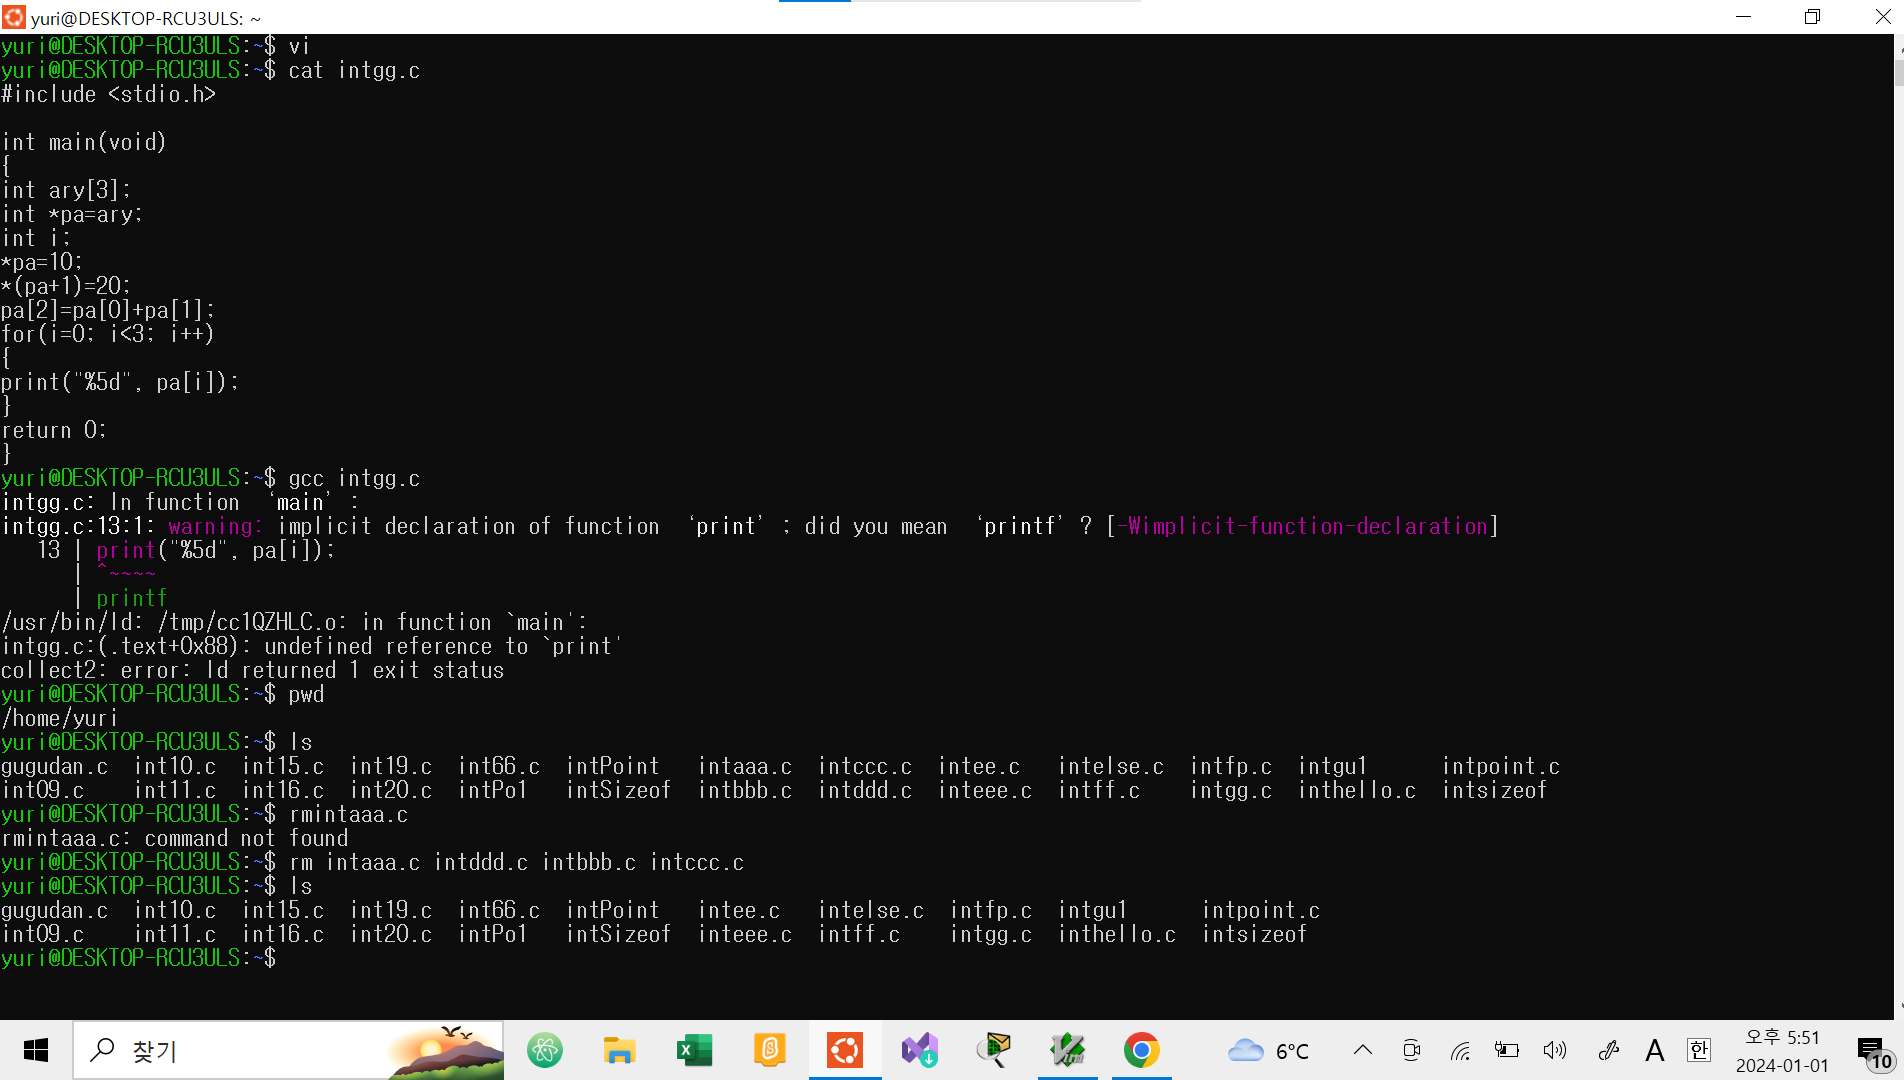 yuri@DESKTOP-RCU3ULS: ~
yuri@DESKTOP-RCU3ULS:~$ vi
yuri@DESKTOP-RCU3ULS:~$ cat intgg.c
#include <stdio.h>
int main(void)
{
int ary[3];
int *pa=ary;
int i;
*pa=10;
*(pa+1)=20;
pa[2]=pa[0]+pa[1];
for(i=0; i<3; i++)
{
print("%5d", pa[i]);
}
return 0;
}
yuri@DESKTOP-RCU3ULS:~$ gcc intgg.c
intgg.c: In function ‘main’:
intgg.c:13:1: warning: implicit declaration of function ‘print’; did you mean ‘printf’? [-Wimplicit-function-declaration]
13 | print("%5d", pa[i]);
| ^~~~~
| printf
/usr/bin/ld: /tmp/cc1QZHLC.o: in function `main':
intgg.c:(.text+0x88): undefined reference to `print'
collect2: error: ld returned 1 exit status
yuri@DESKTOP-RCU3ULS:~$ pwd
/home/yuri
yuri@DESKTOP-RCU3ULS:~$ ls
gugudan.c int10.c int15.c int19.c int66.c intPoint intaaa.c intccc.c intee.c intelse.c intfp.c intgu1 intpoint.c
int09.c int11.c int16.c int20.c intPo1 intSizeof intbbb.c intddd.c inteee.c intff.c intgg.c inthello.c intsizeof
yuri@DESKTOP-RCU3ULS:~$ rmintaaa.c
rmintaaa.c: command not found
yuri@DESKTOP-RCU3ULS:~$ rm intaaa.c intddd.c intbbb.c intccc.c
yuri@DESKTOP-RCU3ULS:~$ ls
gugudan.c int10.c int15.c int19.c int66.c intPoint intee.c intelse.c intfp.c intgu1 intpoint.c
int09.c int11.c int16.c int20.c intPo1 intSizeof inteee.c intff.c intgg.c inthello.c intsizeof
yuri@DESKTOP-RCU3ULS:~$
찾기
6°C
A
한
오후 5:51
2024-01-01
10